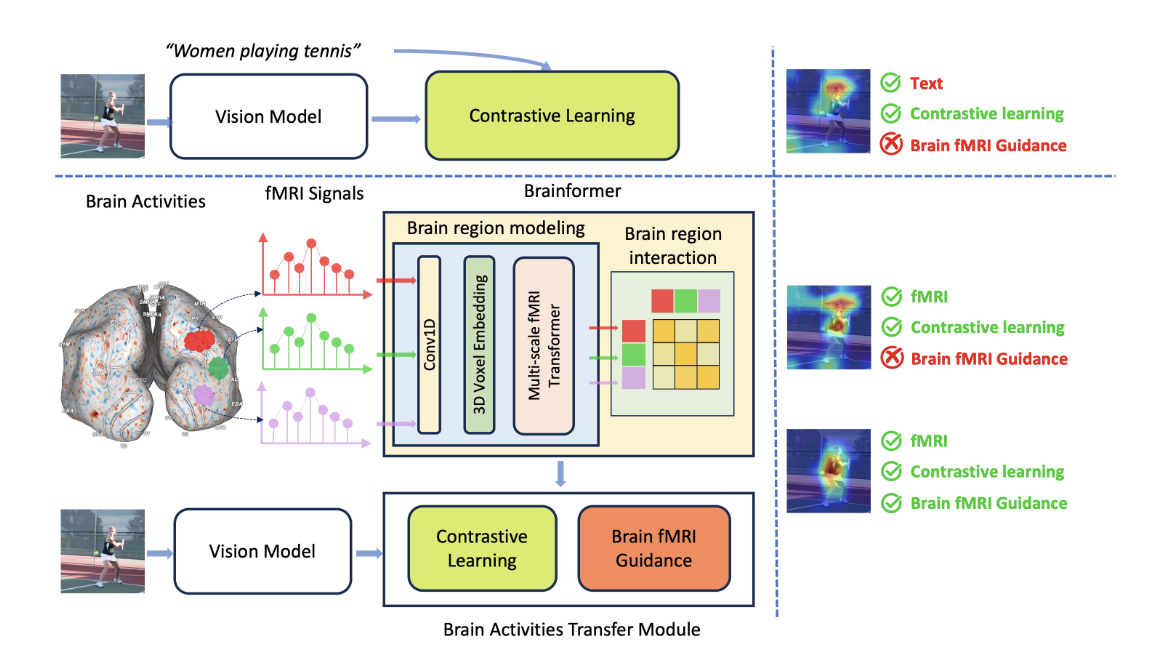 “Women playing tennis”
Vision Model
Contrastive Learning
Text
Contrastive learning
Brain fMRI Guidance
Brain Activities
fMRI Signals
Brainformer
Brain region modeling
Brain region
interaction
Conv1D
3D Voxel Embedding
Multi-scale fMRI
Transformer
fMRI
Contrastive learning
Brain fMRI Guidance
fMRI
Contrastive learning
Brain fMRI Guidance
Vision Model
Contrastive
Learning
Brain fMRI
Guidance
Brain Activities Transfer Module